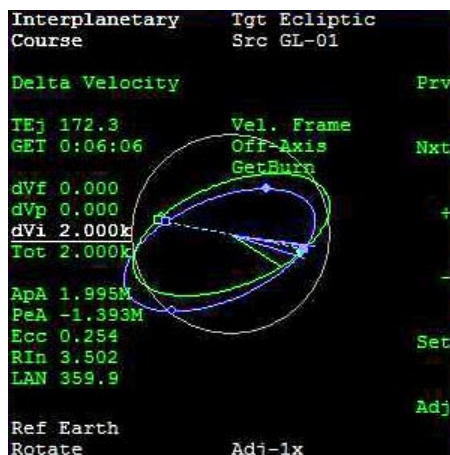 Interplanetary Tgt Ecliptic
Course Src GL-01
Delta Velocity Prv
TEj 172.3 Vel. Frame
GET 0:06:06 Off-Axis Nxt
GetBurn
dVf 0.000
dVp 0.000 +
dVi 2.000k
Tot 2.000k
-
ApA 1.995M
PeA -1.393M
Ecc 0.254 Set
RIn 3.502
LAN 359.9
Adj
Ref Earth
Rotate Adj-1x